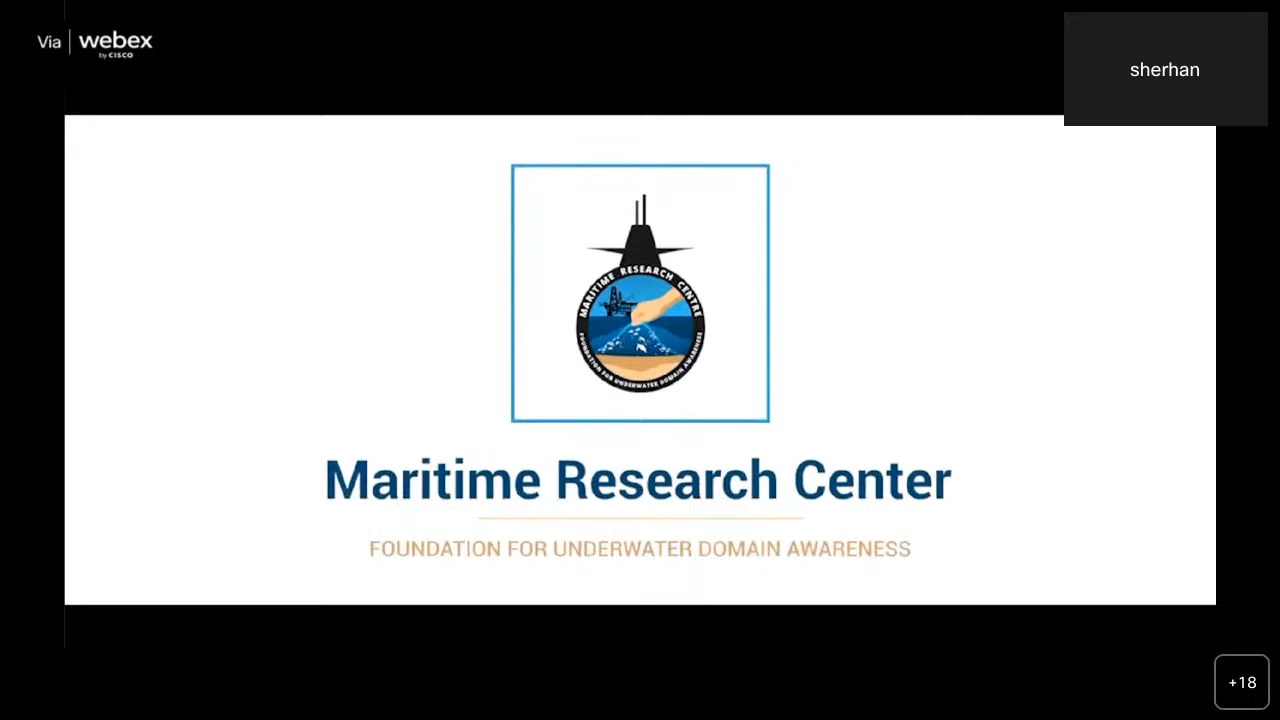 Via webex
by CISCO
sherhan
MARITIME RESEARCH CENTRE
FOUNDATION FOR UNDERWATER DOMAIN AWARENESS
Maritime Research Center
FOUNDATION FOR UNDERWATER DOMAIN AWARENESS
+18